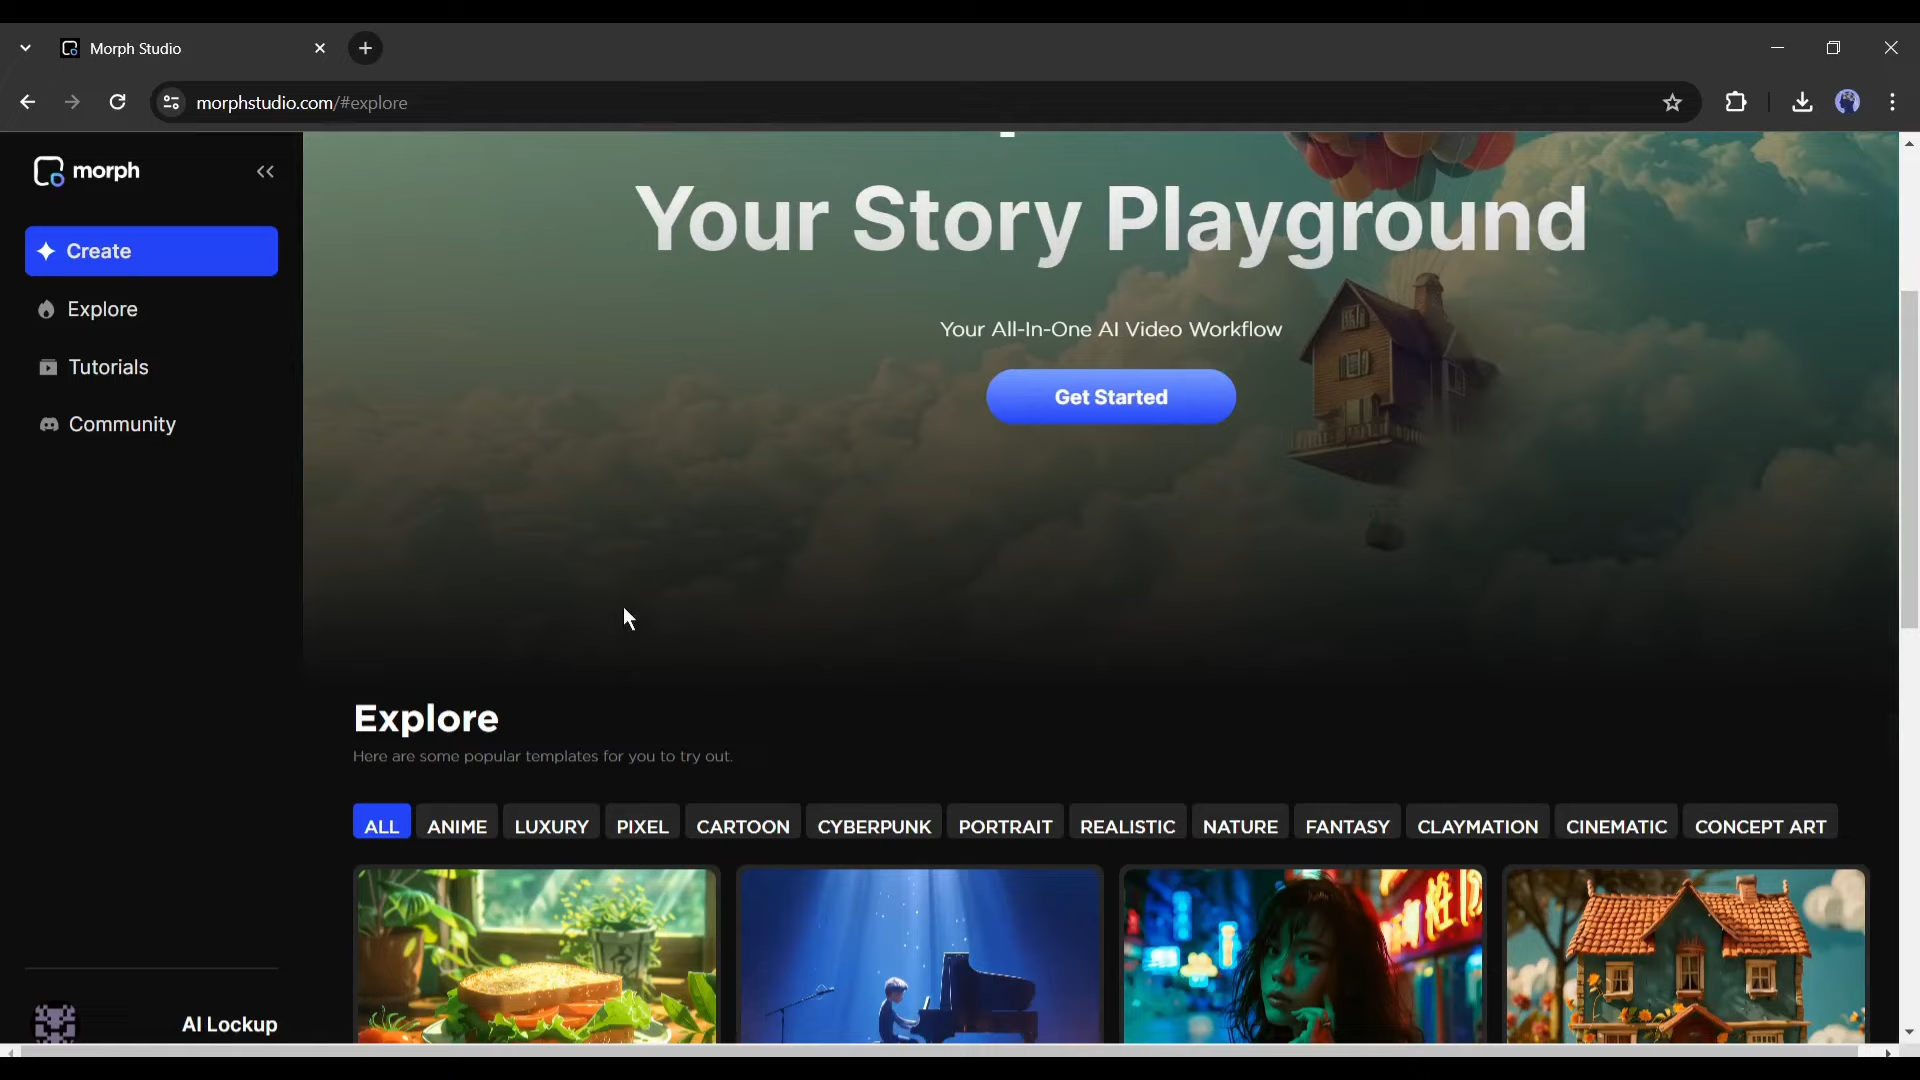 Morph Studio
morphstudio.com/#explore
morph
Create
Explore
Tutorials
Community
Your Story Playground
Your All-In-One AI Video Workflow
Get Started
Explore
Here are some popular templates for you to try out.
ALL ANIME LUXURY PIXEL CARTOON CYBERPUNK PORTRAIT REALISTIC NATURE FANTASY CLAYMATION CINEMATIC CONCEPT ART
AI Lockup